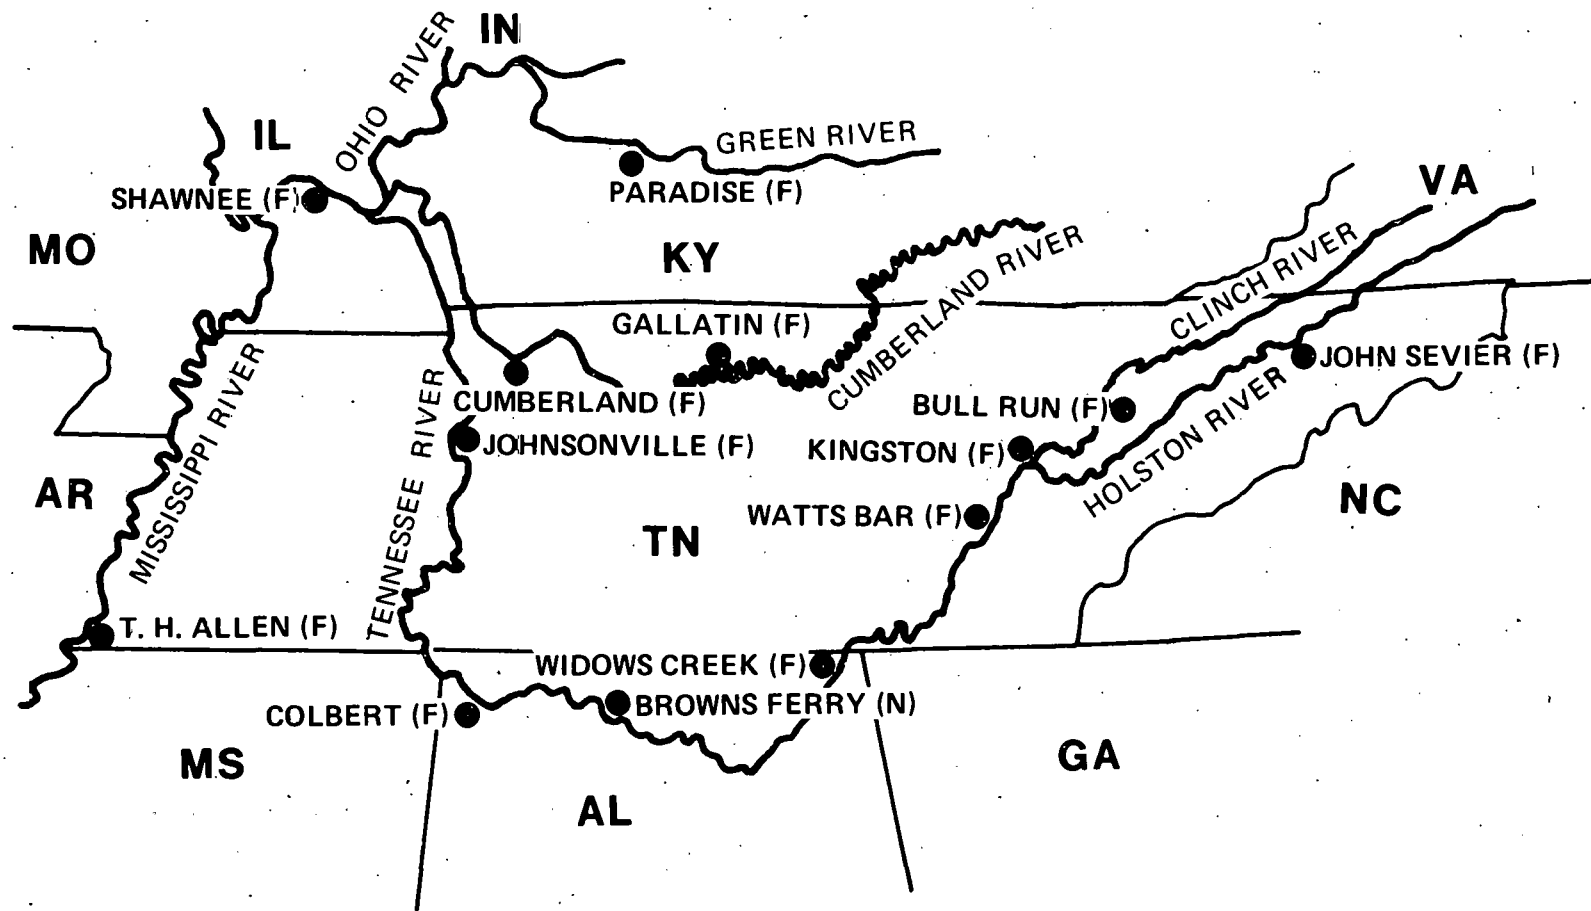 IN
OHIO RIVER
IL
GREEN RIVER
SHAWNEE (F)
PARADISE (F)
VA
MO
KY
CUMBERLAND RIVER
CLINCH RIVER
GALLATIN (F)
MISSISSIPPI RIVER
JOHN SEVIER (F)
TENNESSEE RIVER
CUMBERLAND (F)
BULL RUN (F)
HOLSTON RIVER
JOHNSONVILLE (F)
KINGSTON (F)
AR
NC
WATTS BAR (F)
TN
T. H. ALLEN (F)
WIDOWS CREEK (F)
BROWNS FERRY (N)
COLBERT (F)
MS
GA
AL